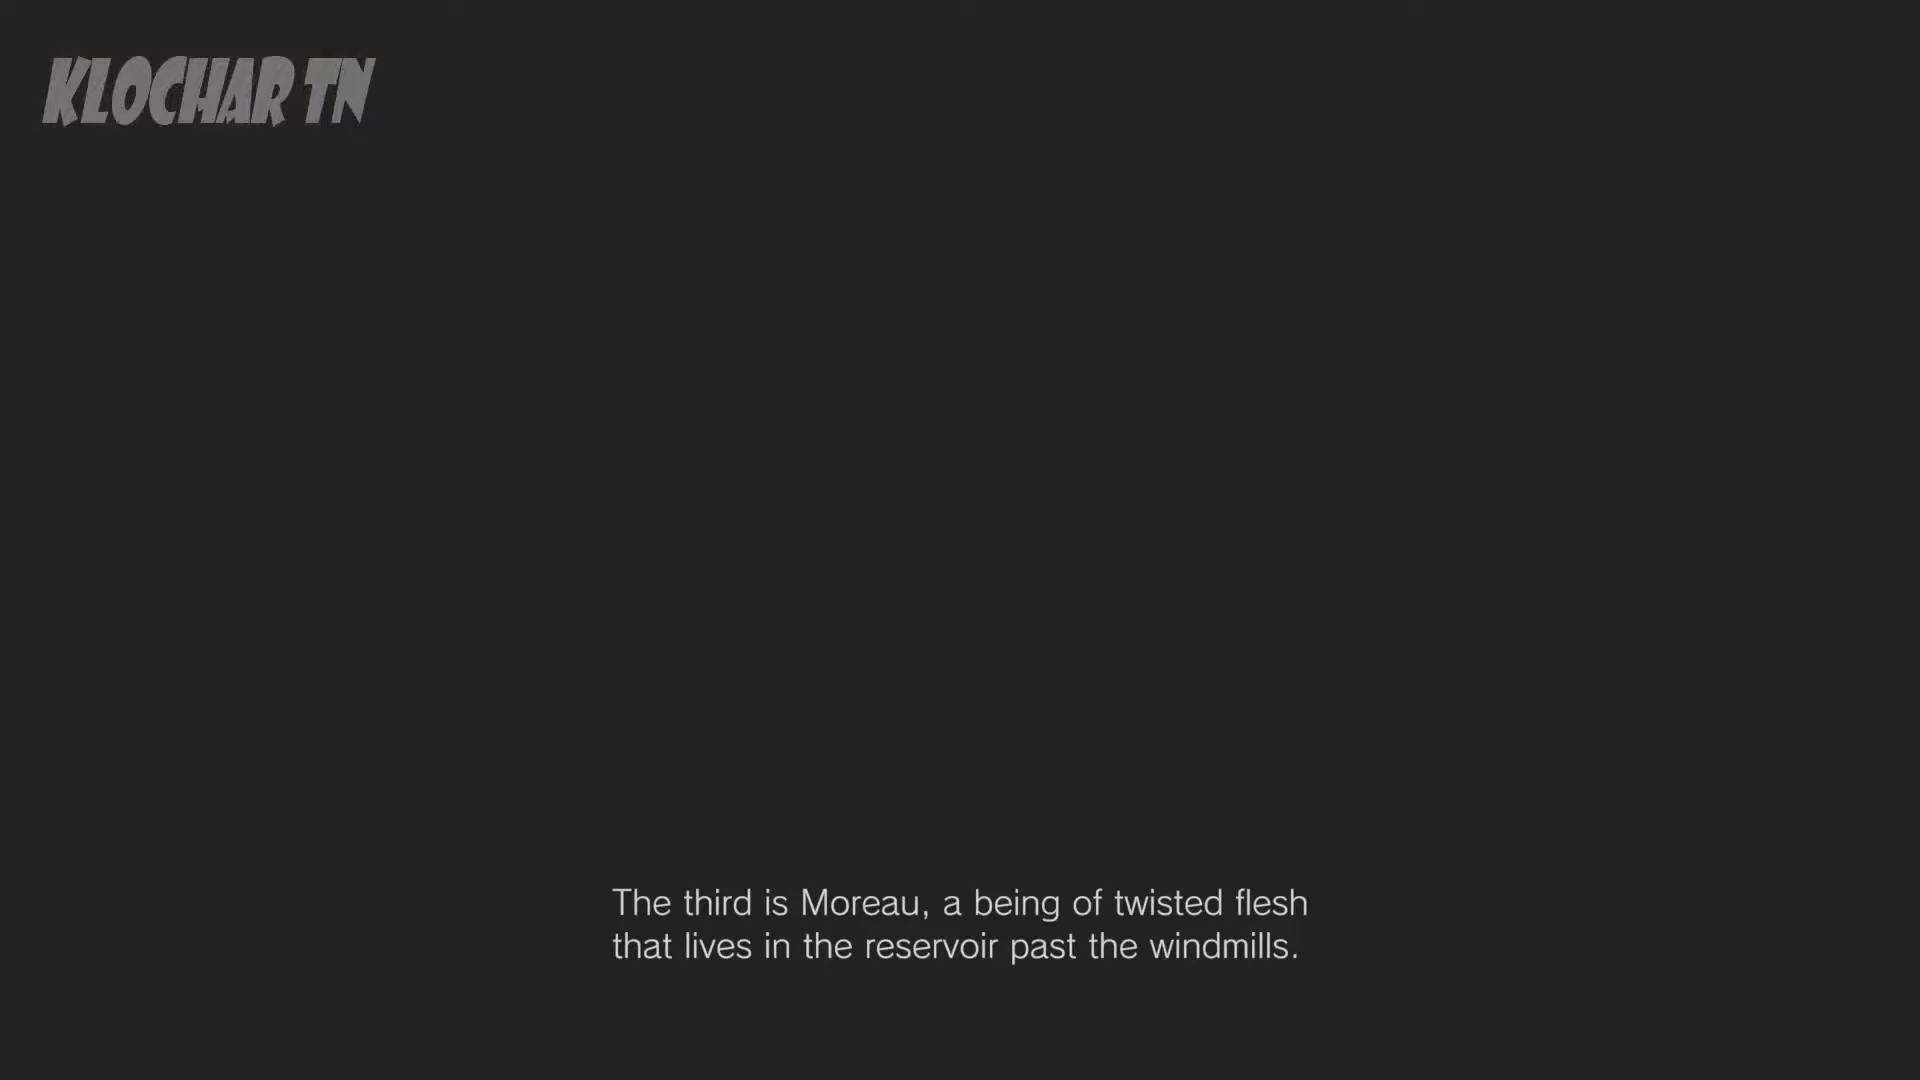 KLOCHAR TN
The third is Moreau, a being of twisted flesh
that lives in the reservoir past the windmills.